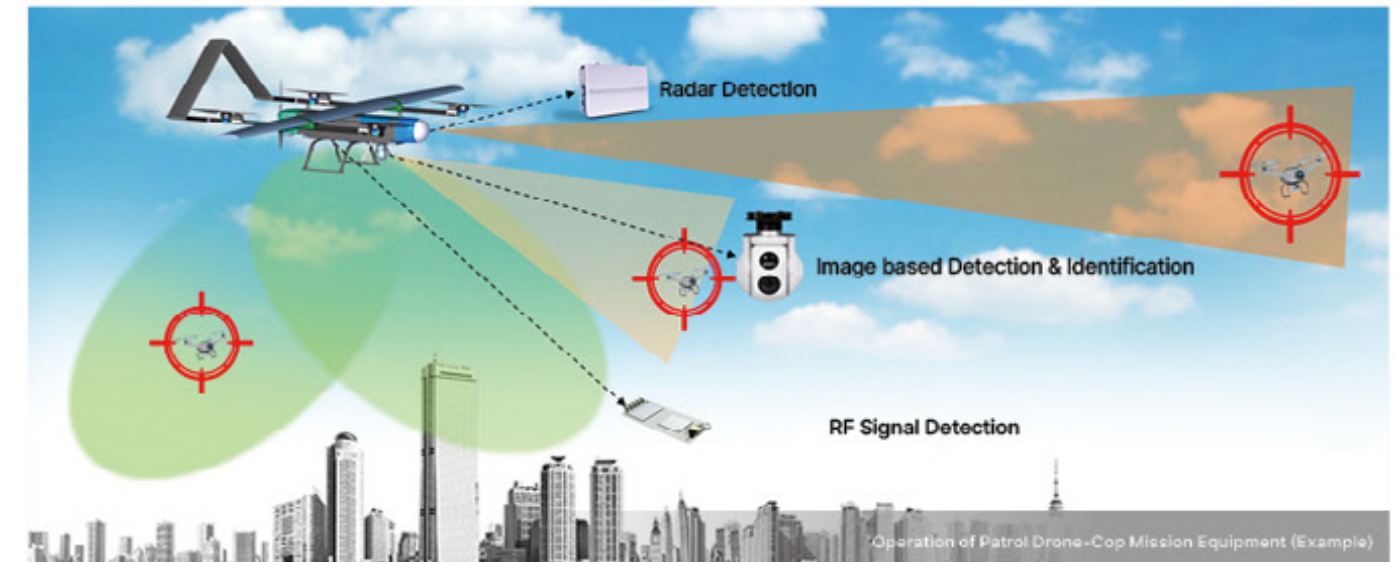 Radar Detection
Image based Detection & Identification
RF Signal Detection
Operation of Patrol Drone-Cop Mission Equipment (Example)